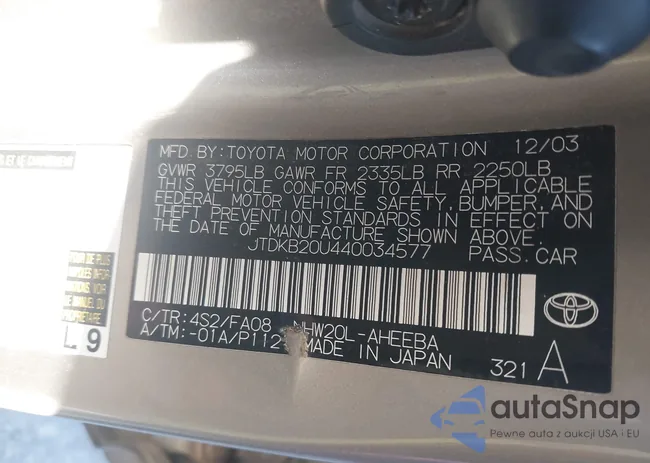 MFD. BY: TOYOTA MOTOR CORPORATION 12/03
GVWR 3795LB GAWR FR 2335LB RR 2250LB
THIS VEHICLE CONFORMS TO ALL APPLICABLE
FEDERAL MOTOR VEHICLE SAFETY, BUMPER, AND
THEFT PREVENTION STANDARDS IN EFFECT ON
THE DATE OF MANUFACTURE SHOWN ABOVE.
JTDKB20U440034577 PASS. CAR
C/TR: 4S2/FA08 NHW20L-AHEEBA
A/TM: -01A/P112 MADE IN JAPAN 321 A
L 9
autaSnap
Pewne auta z aukcji USA i EU